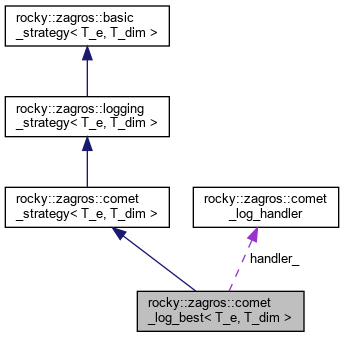 rocky::zagros::basic
_strategy< T_e, T_dim >
rocky::zagros::logging
_strategy< T_e, T_dim >
rocky::zagros::comet
_strategy< T_e, T_dim >
rocky::zagros::comet
_log_handler
handler_
rocky::zagros::comet
_log_best< T_e, T_dim >